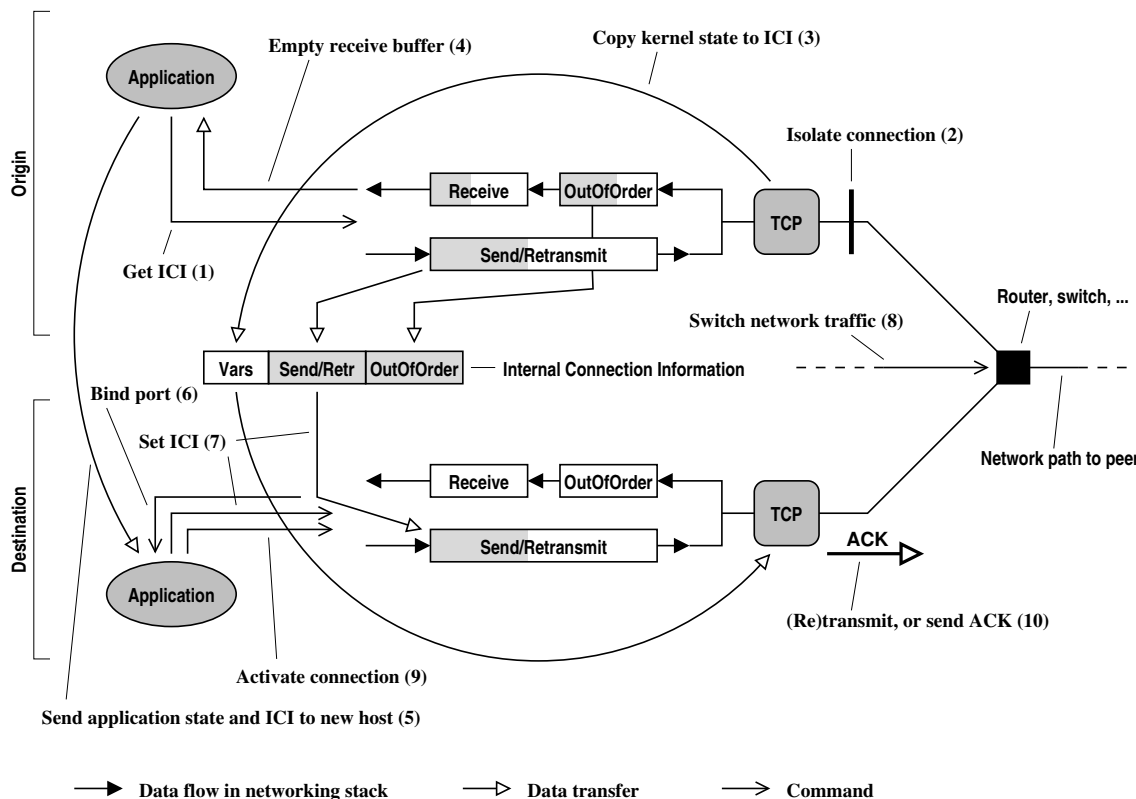 Empty receive buffer (4)
Copy kernel state to ICI (3)
Application
Isolate connection (2)
Origin
Receive
OutOfOrder
TCP
Send/Retransmit
Get ICI (1)
Router, switch, ...
Switch network traffic (8)
Vars
Send/Retr
OutOfOrder
Internal Connection Information
Bind port (6)
Set ICI (7)
Network path to peer
Destination
Receive
OutOfOrder
TCP
Send/Retransmit
ACK
Application
(Re)transmit, or send ACK (10)
Activate connection (9)
Send application state and ICI to new host (5)
Data flow in networking stack
Data transfer
Command